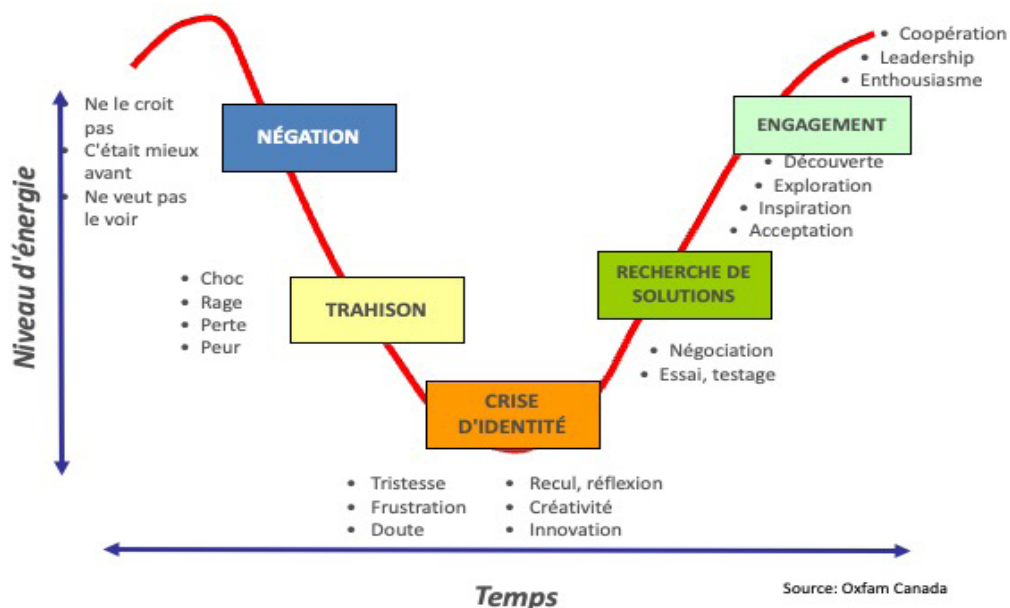 • Coopération
• Leadership
• Enthousiasme
Ne le croit
pas
• C'était mieux
avant
• Ne veut pas
le voir
NÉGATION
ENGAGEMENT
• Découverte
• Exploration
• Inspiration
• Acceptation
Niveau d'énergie
• Choc
• Rage
• Perte
• Peur
TRAHISON
RECHERCHE DE
SOLUTIONS
• Négociation
• Essai, testage
CRISE
D'IDENTITÉ
• Tristesse
• Frustration
• Doute
• Recul, réflexion
• Créativité
• Innovation
Temps
Source: Oxfam Canada